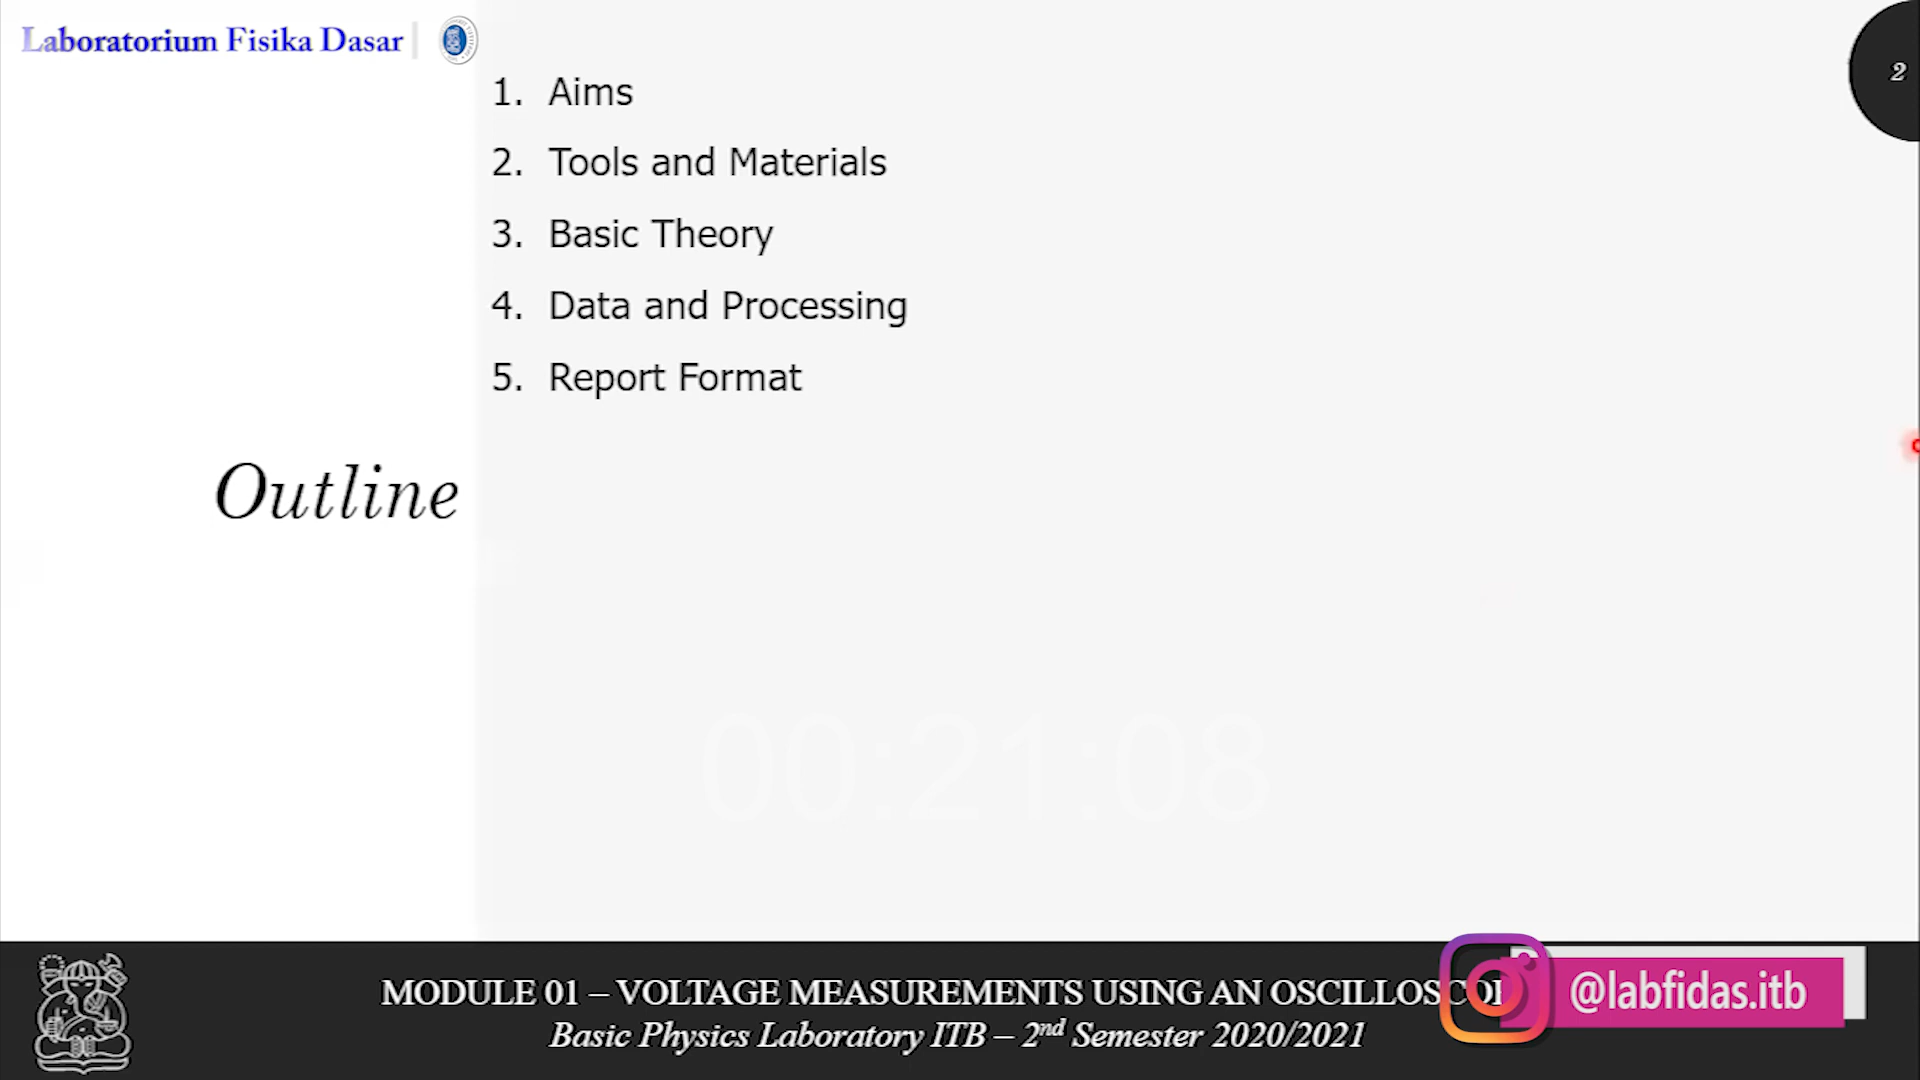 Laboratorium Fisika Dasar
2
1. Aims
2. Tools and Materials
3. Basic Theory
4. Data and Processing
5. Report Format
Outline
00:21:08
MODULE 01 – VOLTAGE MEASUREMENTS USING AN
Basic Physics Laboratory ITB – 2nd Semester 2020/2021
@labfidas.itb